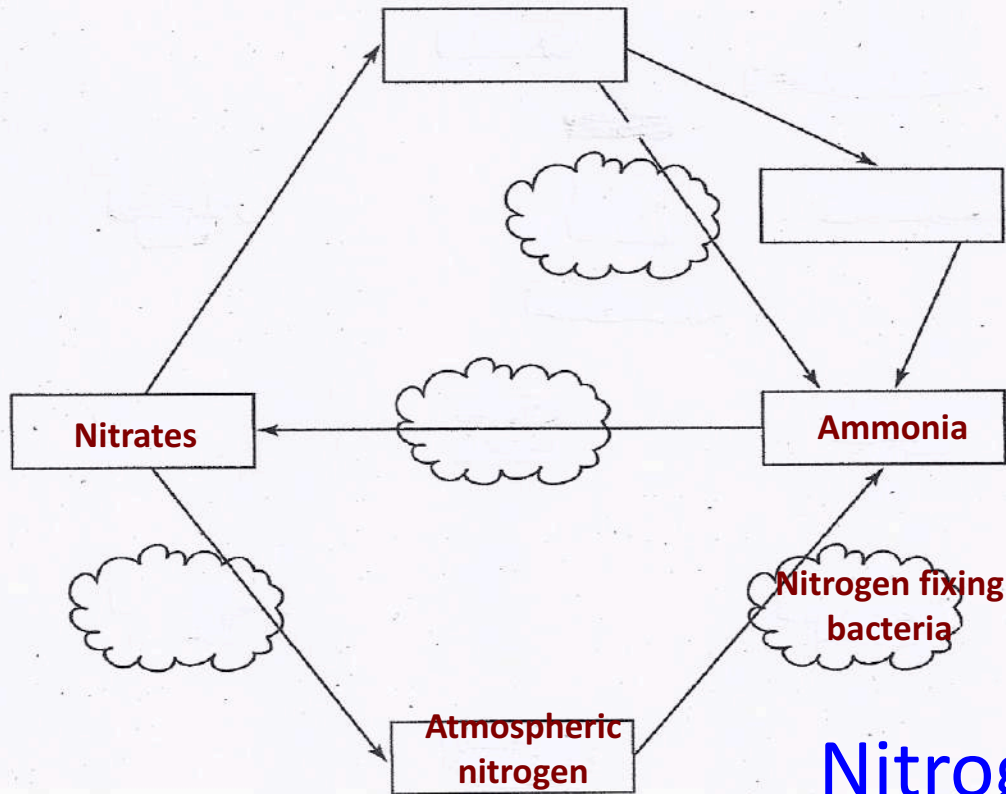 Nitrates
Ammonia
Nitrogen fixing
bacteria
Atmospheric
nitrogen
Nitrog